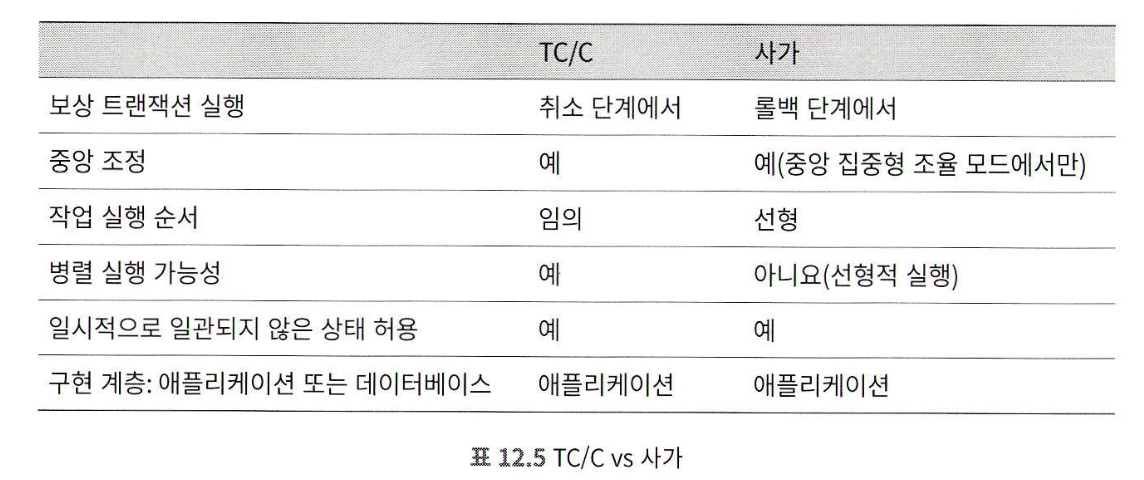 TC/C 사가
보상 트랜잭션 실행 취소 단계에서 롤백 단계에서
중앙 조정 예 예(중앙 집중형 조율 모드에서만)
작업 실행 순서 임의 선형
병렬 실행 가능성 예 아니요(선형적 실행)
일시적으로 일관되지 않은 상태 허용 예 예
구현 계층: 애플리케이션 또는 데이터베이스 애플리케이션 애플리케이션
표 12.5 TC/C vs 사가